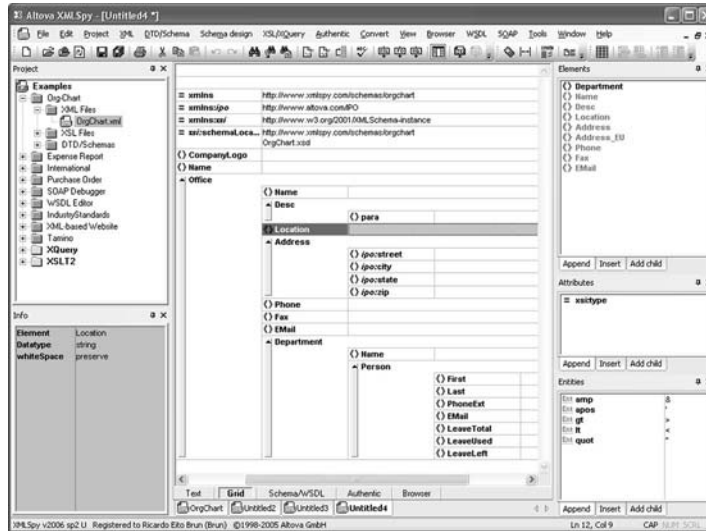 Altova XMLSpy - [Untitled4 *]
File Edit Project XML DTD/Schema Schema design XSL/XQuery Authentic Convert View Browser WSDL SOAP Tools Window Help
Project
Examples
Org-Chart
XML Files
OrgChart.xml
XSL Files
DTD/Schemas
Expense Report
International
Purchase Order
SOAP Debugger
WSDL Editor
IndustryStandards
XML-based Website
Tamino
XQuery
XSLT2
Info
Element Location
Datatype string
whiteSpace preserve
= xmlns http://www.xmlspy.com/schemas/orgchart
= xmlns:ipo http://www.altova.com/IPO
= xmlns:xsi http://www.w3.org/2001/XMLSchema-instance
= xsi:schemaLoca... http://www.xmlspy.com/schemas/orgchart
OrgChart.xsd
() CompanyLogo
() Name
Office
() Name
Desc
() para
() Location
Address
() ipo:street
() ipo:city
() ipo:state
() ipo:zip
() Phone
() Fax
() EMail
Department
() Name
Person
() First
() Last
() PhoneExt
() EMail
() LeaveTotal
() LeaveUsed
() LeaveLeft
Text Grid Schema/WSDL Authentic Browser
OrgChart Untitled2 Untitled3 Untitled4
Elements
() Department
() Name
() Desc
() Location
() Address
() Address_EU
() Phone
() Fax
() EMail
Append Insert Add child
Attributes
= xsi:type
Append Insert Add child
Entities
Ent amp &
Ent apos '
Ent gt >
Ent lt <
Ent quot "
Append Insert Add child
XMLSpy v2006 sp2 U Registered to Ricardo Eito Brun (Brun) ©1998-2005 Altova GmbH Ln 12, Col 9 CAP NUM SCRL